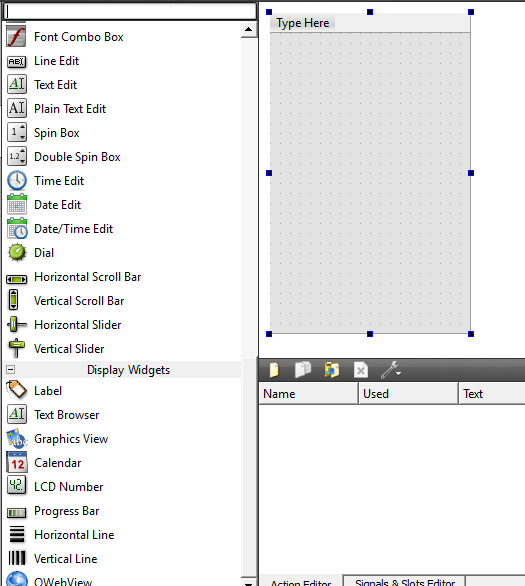 Font Combo Box
Line Edit
Text Edit
Plain Text Edit
Spin Box
Double Spin Box
Time Edit
Date Edit
Date/Time Edit
Dial
Horizontal Scroll Bar
Vertical Scroll Bar
Horizontal Slider
Vertical Slider
Display Widgets
Label
Text Browser
Graphics View
Calendar
LCD Number
Progress Bar
Horizontal Line
Vertical Line
QWebView
Type Here
Name Used Text
Action Editor Signals & Slots Editor